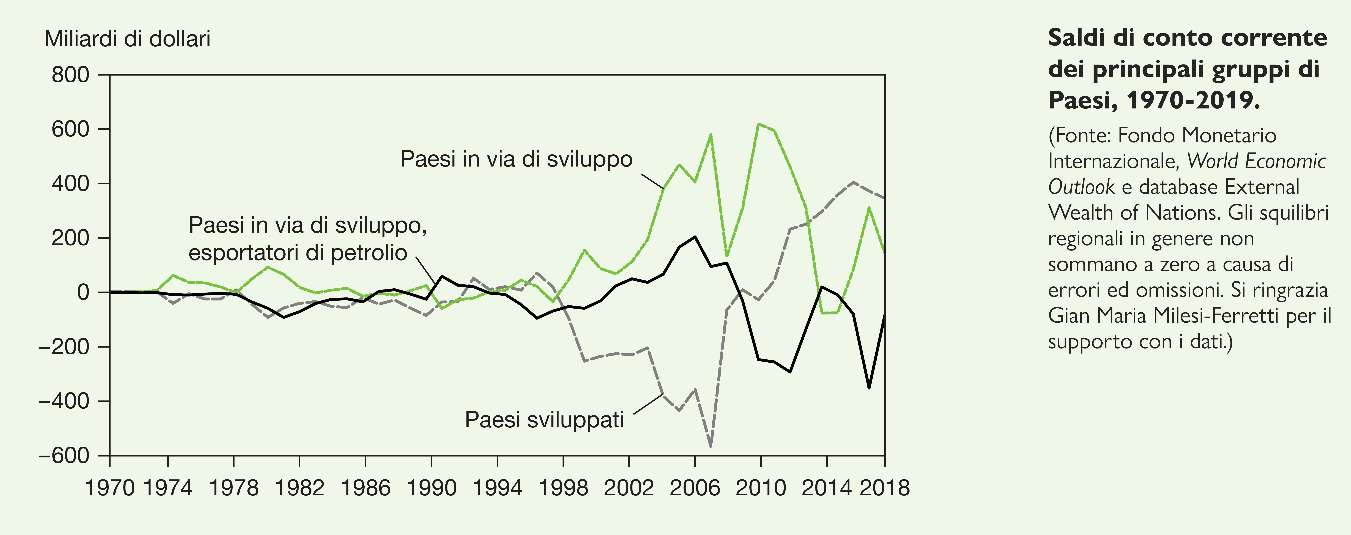 Miliardi di dollari
800
600
400
200
0
−200
−400
−600
Paesi in via di sviluppo
Paesi in via di sviluppo,
esportatori di petrolio
Paesi sviluppati
1970 1974 1978 1982 1986 1990 1994 1998 2002 2006 2010 2014 2018
Saldi di conto corrente
dei principali gruppi di
Paesi, 1970-2019.
(Fonte: Fondo Monetario
Internazionale, World Economic
Outlook e database External
Wealth of Nations. Gli squilibri
regionali in genere non
sommano a zero a causa di
errori ed omissioni. Si ringrazia
Gian Maria Milesi-Ferretti per il
supporto con i dati.)